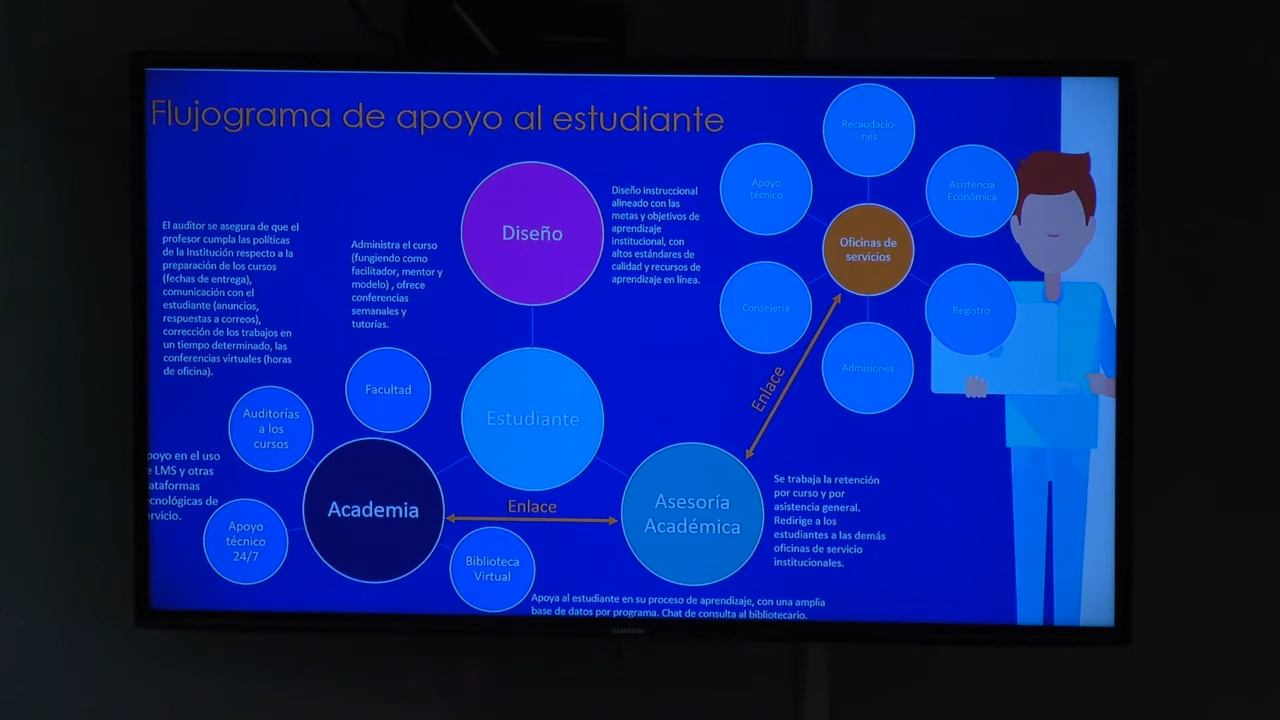 Flujograma de apoyo al estudiante
El auditor se asegura de que el
profesor cumpla las políticas
de la Institución respecto a la
preparación de los cursos
(fechas de entrega),
comunicación con el
estudiante (anuncios,
respuestas a correos),
corrección de los trabajos en
un tiempo determinado, las
conferencias virtuales (horas
de oficina).
Administra el curso
(fungiendo como
facilitador, mentor y
modelo) , ofrece
conferencias
semanales y
tutorías.
Diseño
Diseño instruccional
alineado con las
metas y objetivos de
aprendizaje
institucional, con
altos estándares de
calidad y recursos de
aprendizaje en línea.
Recaudacio-
nes
Apoyo
técnico
Asistencia
Económica
Oficinas de
servicios
Consejería
Registro
Admisiones
Enlace
Facultad
Auditorías
a los
cursos
Estudiante
poyo en el uso
e LMS y otras
ataformas
ecnológicas de
rvicio.
Apoyo
técnico
24/7
Academia
Enlace
Asesoría
Académica
Se trabaja la retención
por curso y por
asistencia general.
Redirige a los
estudiantes a las demás
oficinas de servicio
institucionales.
Biblioteca
Virtual
Apoya al estudiante en su proceso de aprendizaje, con una amplia
base de datos por programa. Chat de consulta al bibliotecario.
SAMSUNG